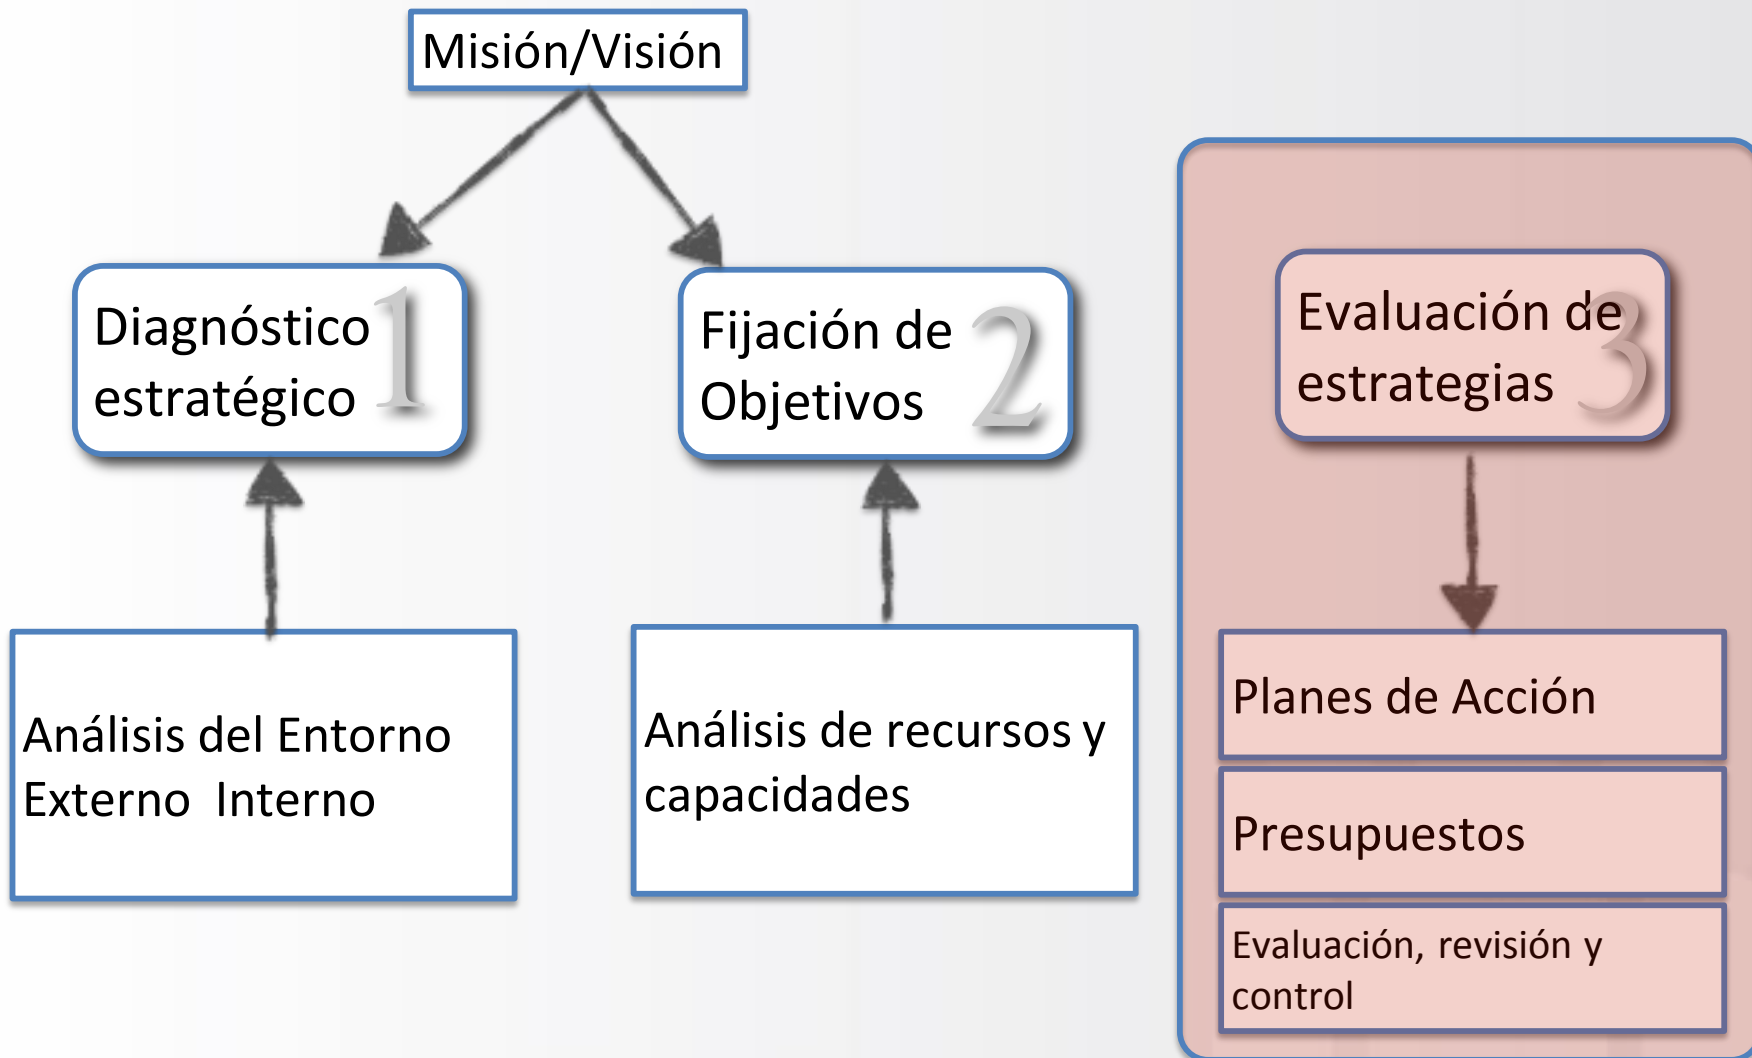 Misión/Visión
Diagnóstico
estratégico
1
Fijación de
Objetivos
2
Evaluación de
estrategias
3
Análisis del Entorno
Externo  Interno
Análisis de recursos y
capacidades
Planes de Acción
Presupuestos
Evaluación, revisión y
control